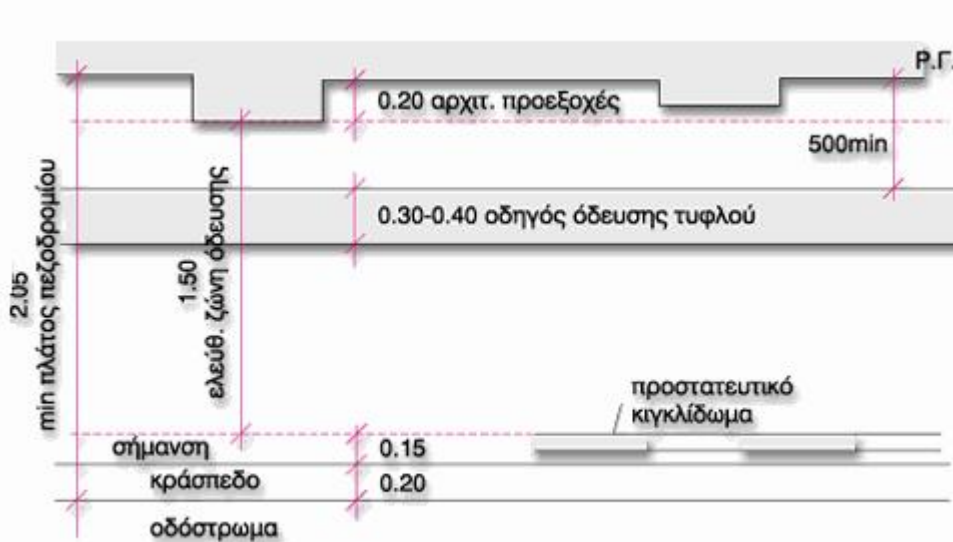 Ρ.Γ.
0.20 αρχιτ. προεξοχές
500min
0.30-0.40 οδηγός όδευσης τυφλού
2.05
min πλάτος πεζοδρομίου
1.50
ελεύθ. ζώνη όδευσης
προστατευτικό
κιγκλίδωμα
σήμανση
0.15
κράσπεδο
0.20
οδόστρωμα